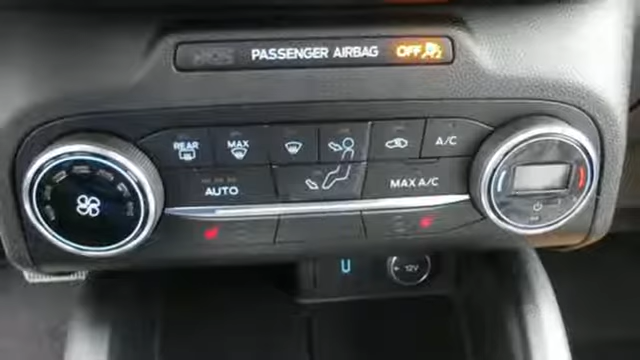 PASSENGER AIRBAG OFF
REAR MAX A/C
AUTO MAX A/C
U 12V